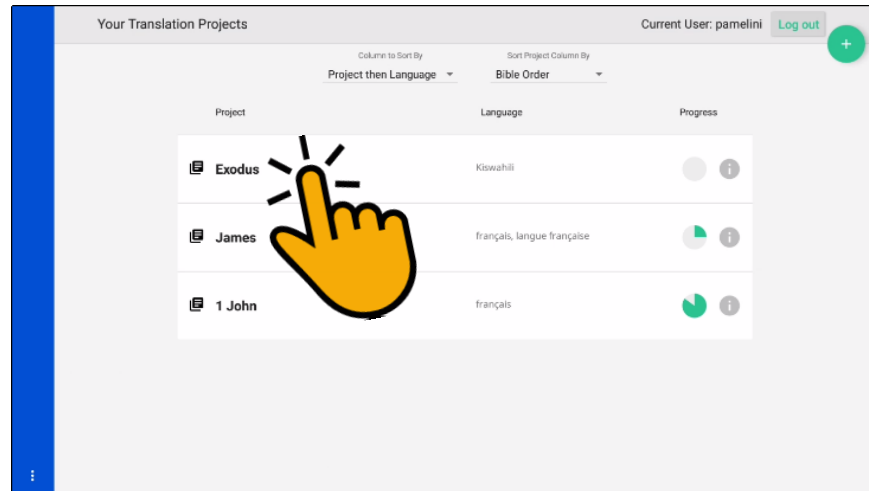 Your Translation Projects
Current User: pamelini
Log out
+
Column to Sort By
Sort Project Column By
Project then Language
Bible Order
Project
Language
Progress
Exodus
Kiswahili
James
français, langue française
1 John
français